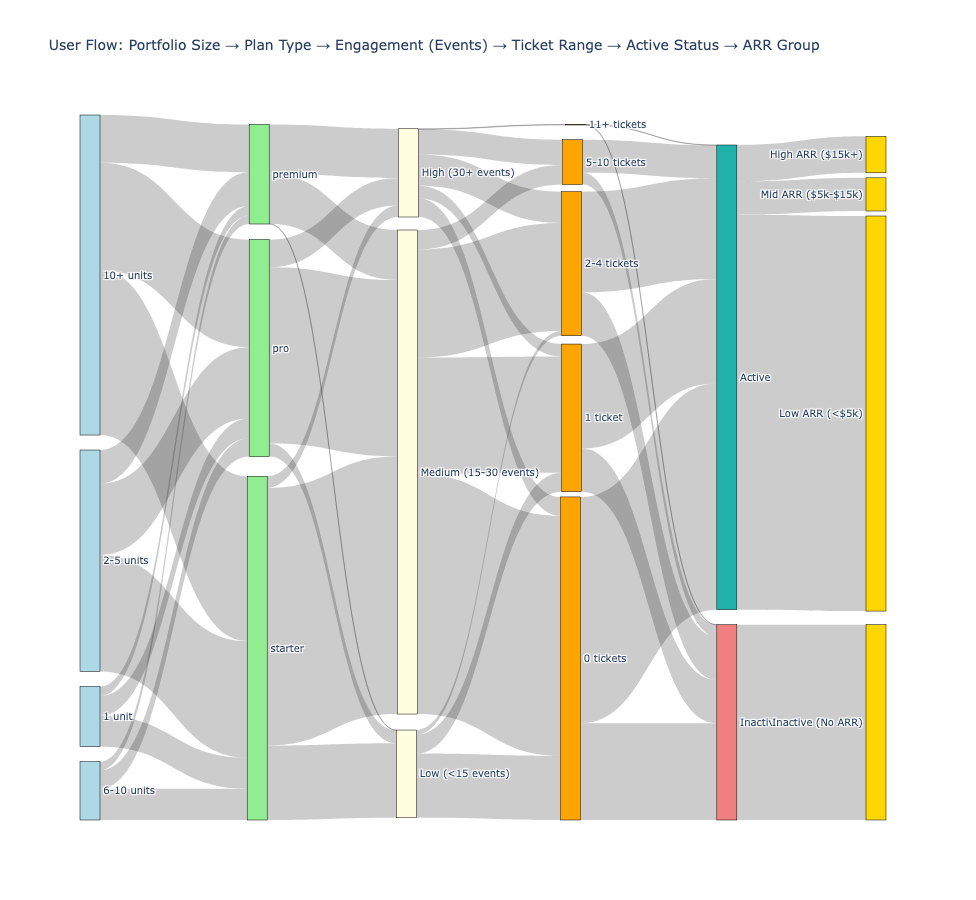 User Flow: Portfolio Size → Plan Type → Engagement (Events) → Ticket Range → Active Status → ARR Group
10+ units
2-5 units
1 unit
6-10 units
premium
pro
starter
High (30+ events)
Medium (15-30 events)
Low (<15 events)
11+ tickets
5-10 tickets
2-4 tickets
1 ticket
0 tickets
Active
Inacti
High ARR ($15k+)
Mid ARR ($5k-$15k)
Low ARR (<$5k)
Inactive (No ARR)